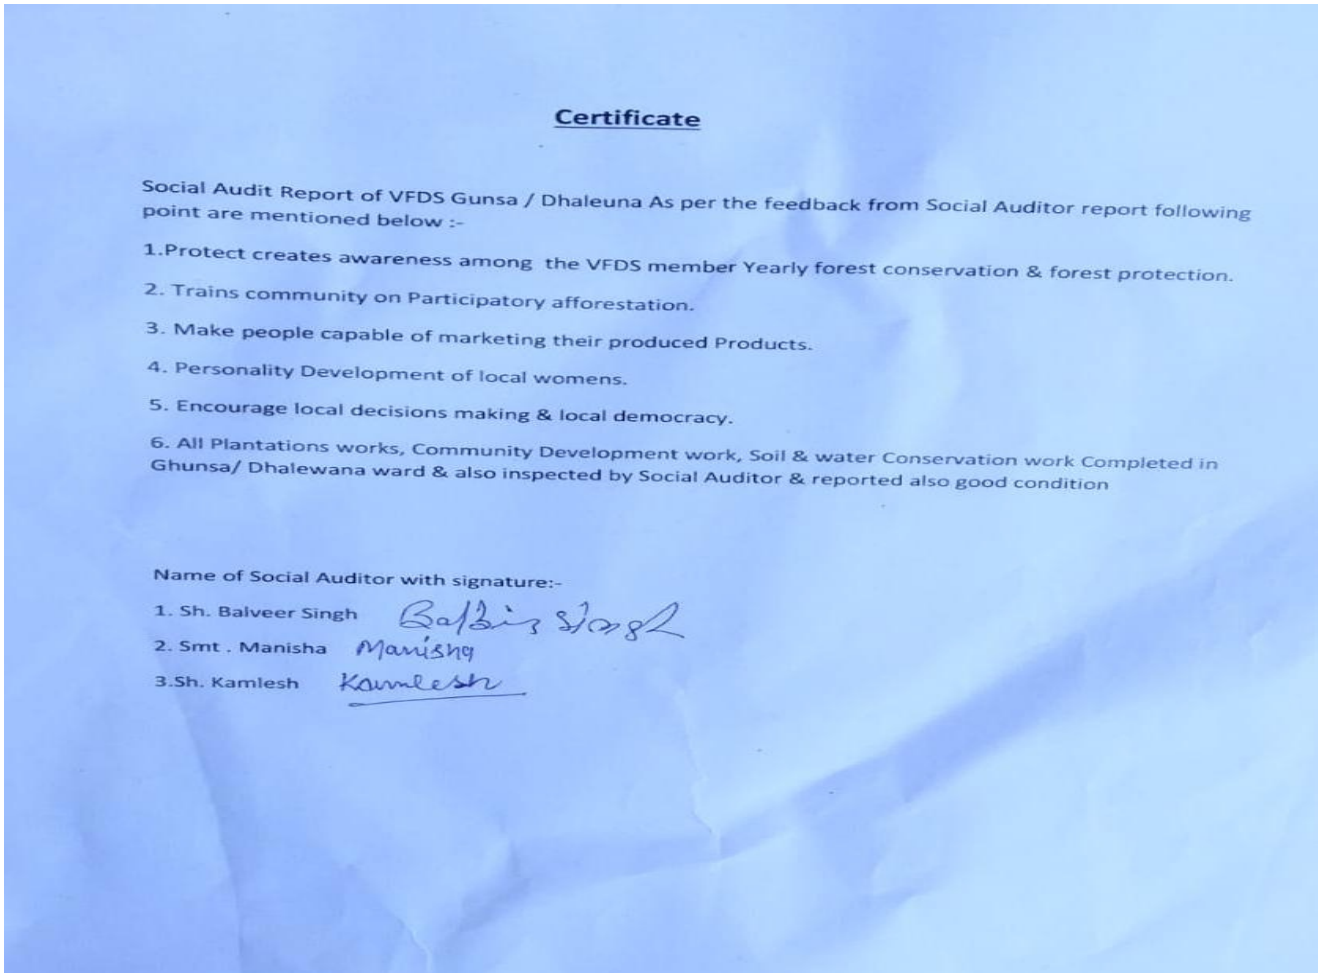 Certificate
Social Audit Report of VFDS Gunsa / Dhaleuna As per the feedback from Social Auditor report following
point are mentioned below :-
1.Protect creates awareness among the VFDS member Yearly forest conservation & forest protection.
2. Trains community on Participatory afforestation.
3. Make people capable of marketing their produced Products.
4. Personality Development of local womens.
5. Encourage local decisions making & local democracy.
6. All Plantations works, Community Development work, Soil & water Conservation work Completed in
Ghunsa/ Dhalewana ward & also inspected by Social Auditor & reported also good condition
Name of Social Auditor with signature:-
1. Sh. Balveer Singh Balbir Singh
2. Smt . Manisha Manisha
3.Sh. Kamlesh Kamlesh